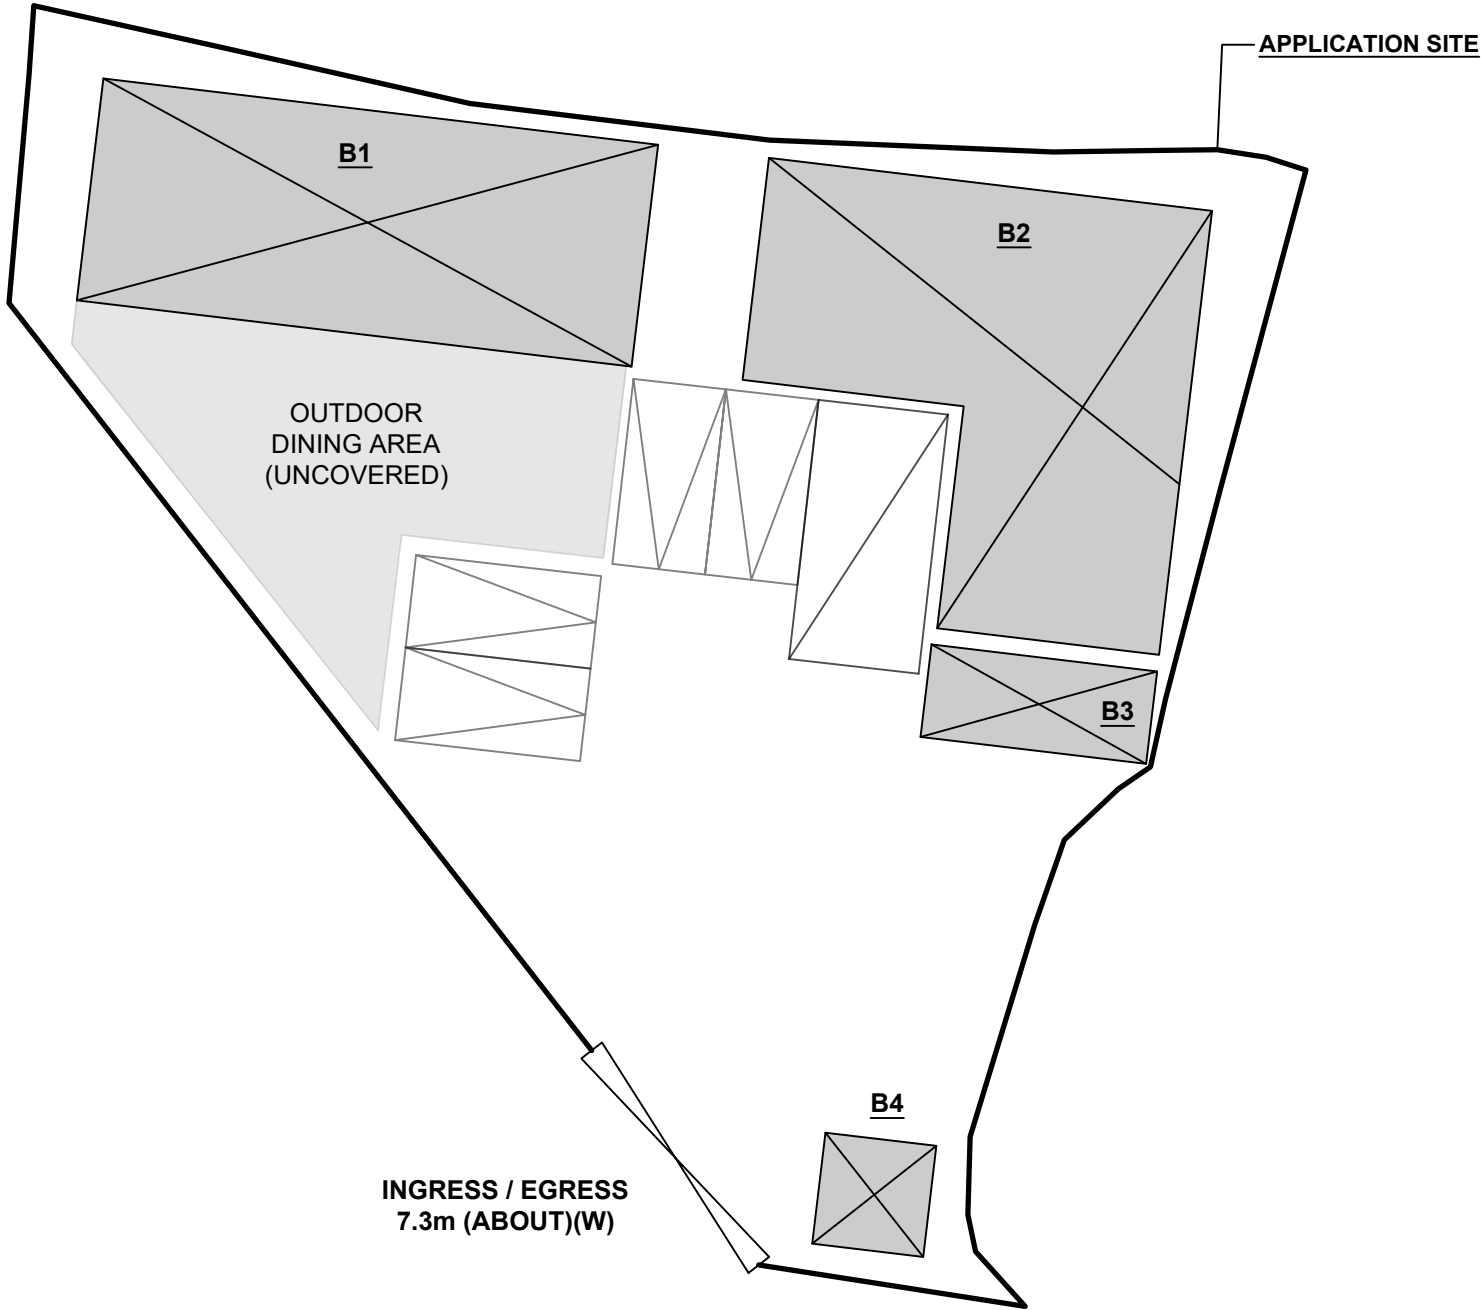 APPLICATION SITE
B1
B2
OUTDOOR
DINING AREA
(UNCOVERED)
B3
B4
INGRESS / EGRESS
7.3m (ABOUT)(W)